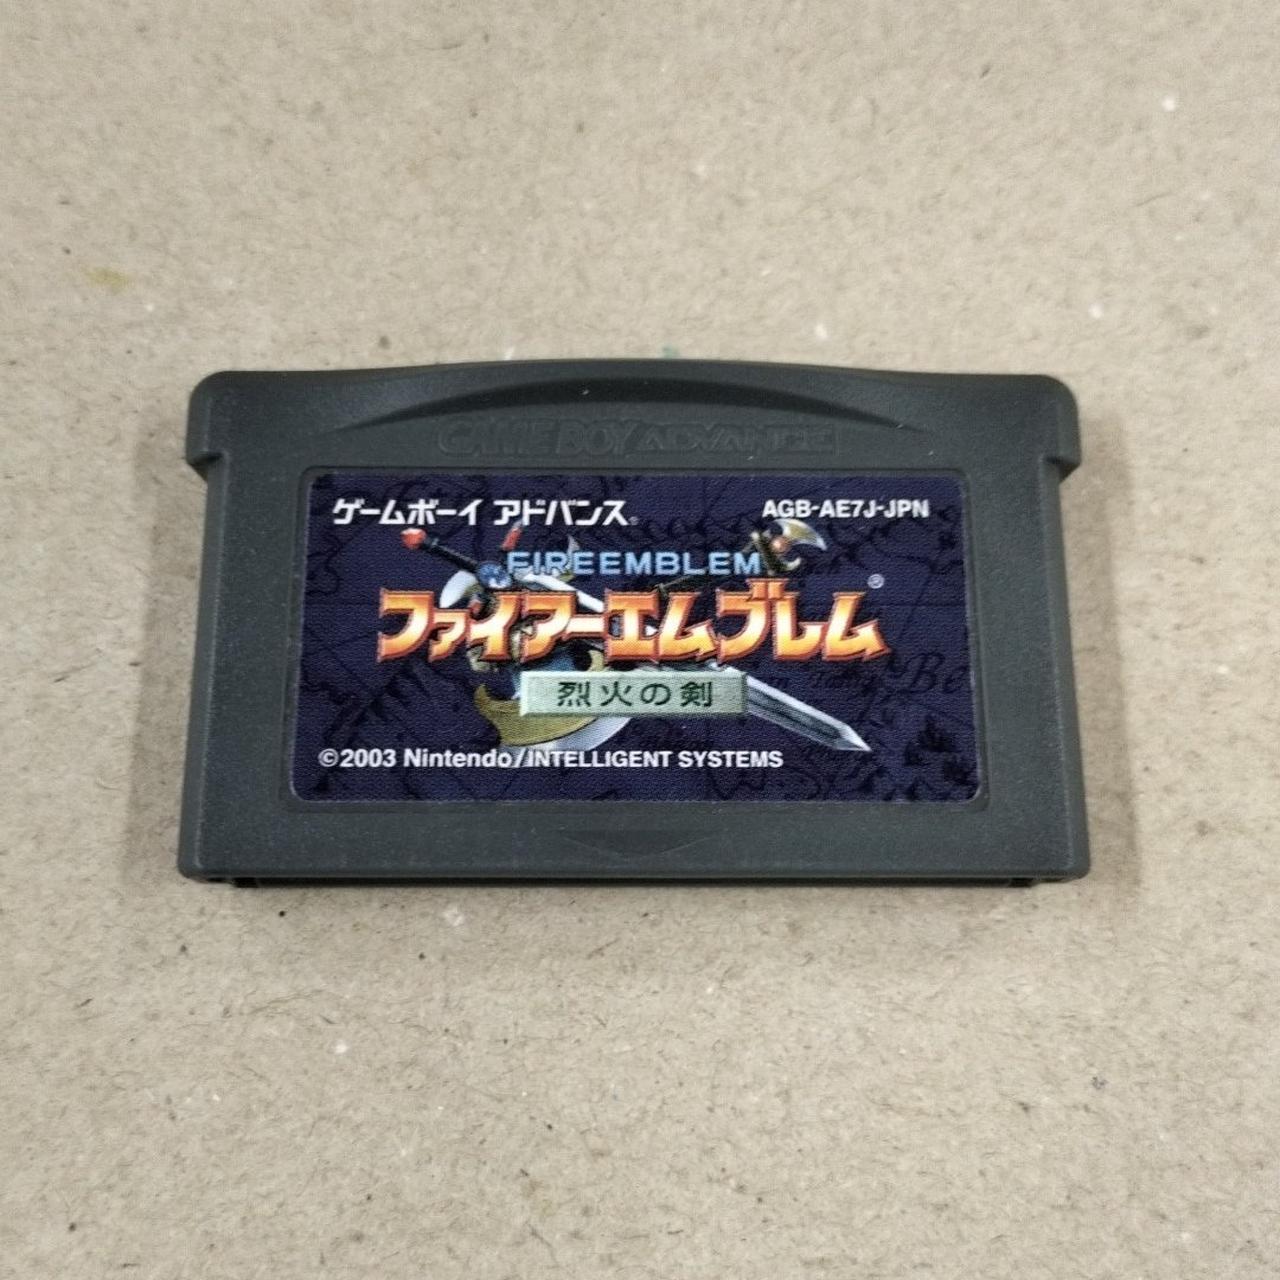 GAME BOY ADVANCE
ゲームボーイ アドバンス® AGB-AE7J-JPN
FIREEMBLEM
ファイアーエムブレム®
烈火の剣
©2003 Nintendo/INTELLIGENT SYSTEMS